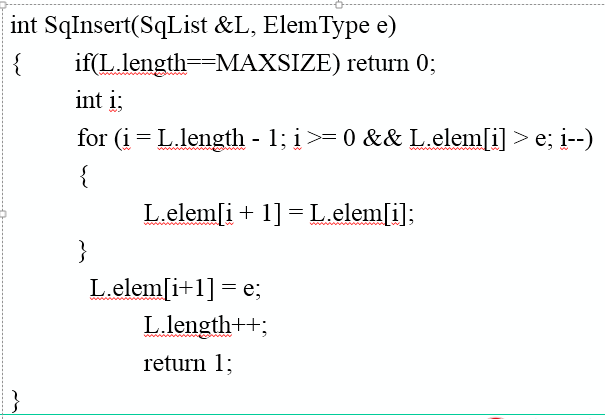 int SqInsert(SqList &L, ElemType e)
{ if(L.length==MAXSIZE) return 0;
int i;
for (i = L.length - 1; i >= 0 && L.elem[i] > e; i--)
{
L.elem[i + 1] = L.elem[i];
}
L.elem[i+1] = e;
L.length++;
return 1;
}